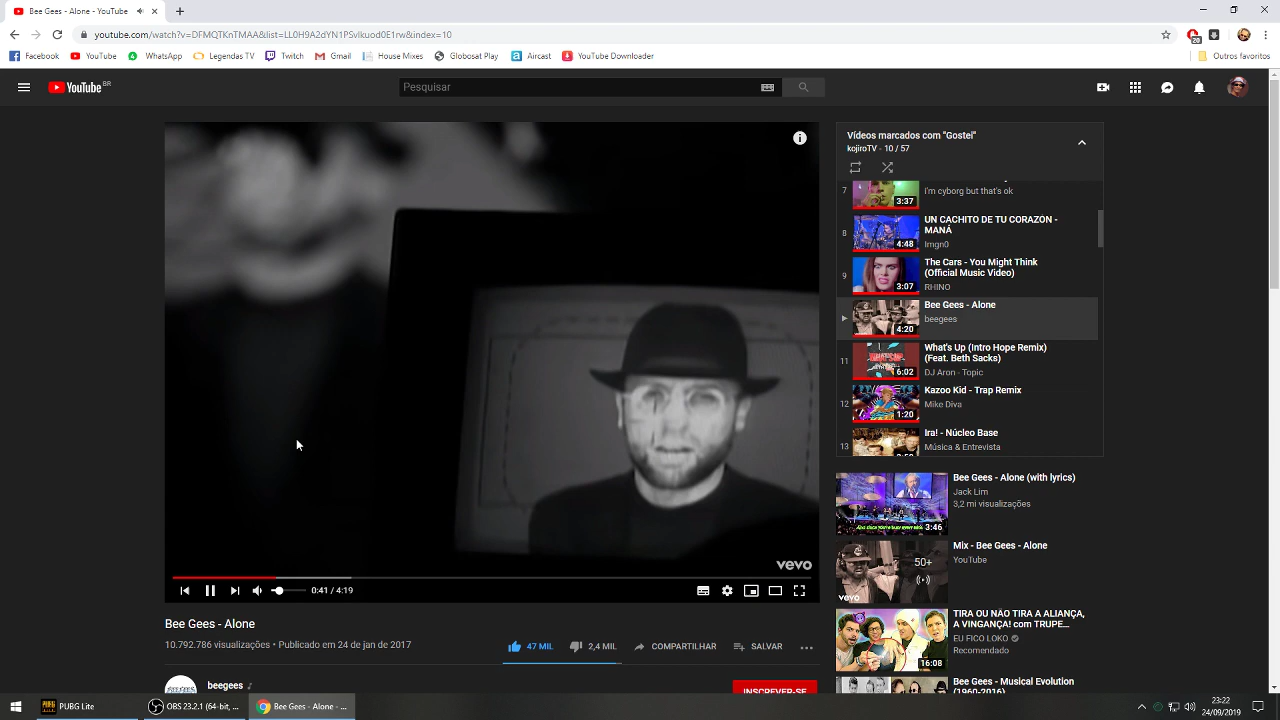 Bee Gees - Alone - YouTube
youtube.com/watch?v=DFMQTKnTMAA&list=LL0H9A2dYN1PSvIkuod0E1rw&index=10
20
Facebook
YouTube
WhatsApp
Legendas TV
Twitch
Gmail
House Mixes
Globosat Play
Aircast
YouTube Downloader
Outros favoritos
YouTube BR
Pesquisar
Vídeos marcados com "Gostei"
kojiroTV - 10 / 57
7
i'm cyborg but that's ok
3:37
8
UN CACHITO DE TU CORAZÓN -
MANÁ
lmgn0
4:48
9
The Cars - You Might Think
(Official Music Video)
RHINO
3:07
Bee Gees - Alone
beegees
4:20
11
What's Up (Intro Hope Remix)
(Feat. Beth Sacks)
DJ Aron - Topic
6:02
12
Kazoo Kid - Trap Remix
Mike Diva
1:20
13
Ira! - Núcleo Base
Música & Entrevista
vevo
0:41 / 4:19
Bee Gees - Alone
10.792.786 visualizações • Publicado em 24 de jan de 2017
47 MIL
2,4 MIL
COMPARTILHAR
SALVAR
beegees
INSCREVER-SE
Bee Gees - Alone (with lyrics)
Jack Lim
3,2 mi visualizações
3:46
Mix - Bee Gees - Alone
YouTube
50+
vevo
TIRA OU NÃO TIRA A ALIANÇA,
A VINGANÇA! com TRUPE...
EU FICO LOKO
Recomendado
16:08
Bee Gees - Musical Evolution
(1960-2016)
PUBG Lite
OBS 23.2.1 (64-bit, ...
Bee Gees - Alone - ...
23:22
24/09/2019